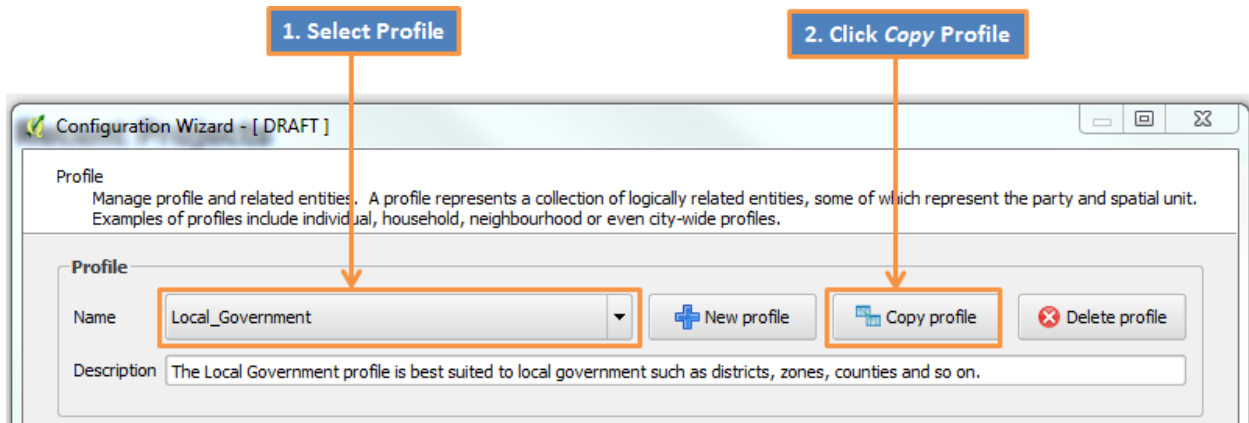 1. Select Profile
2. Click Copy Profile
Configuration Wizard - [ DRAFT ]
Profile
Manage profile and related entities. A profile represents a collection of logically related entities, some of which represent the party and spatial unit.
Examples of profiles include individual, household, neighbourhood or even city-wide profiles.
Profile
Name Local_Government New profile Copy profile Delete profile
Description The Local Government profile is best suited to local government such as districts, zones, counties and so on.